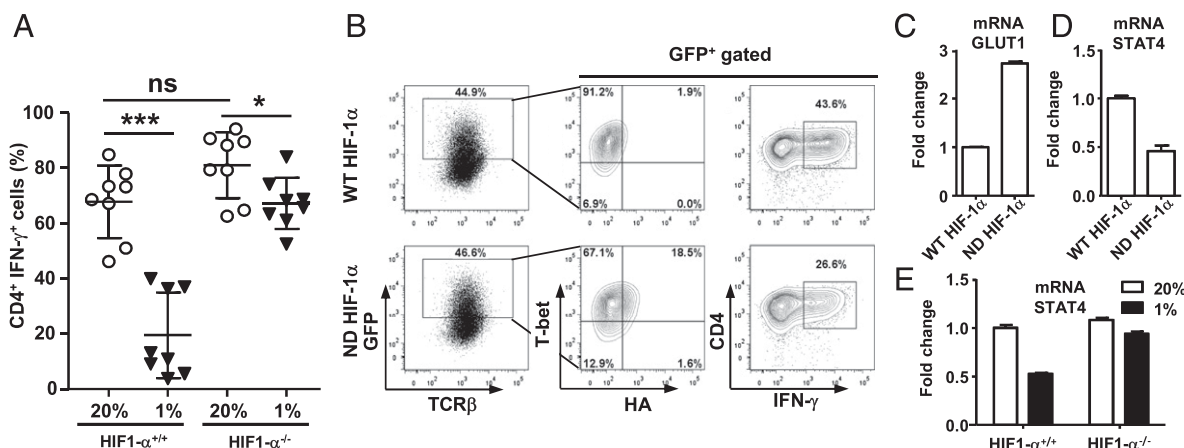 A
ns
*
***
CD4+ IFN-γ+ cells (%)
100
80
60
40
20
0
20%
1%
20%
1%
HIF1-α+/+
HIF1-α-/-
B
GFP+ gated
WT HIF-1α
44.9%
91.2%
1.9%
6.9%
0.0%
43.6%
ND HIF-1α
46.6%
67.1%
18.5%
12.9%
1.6%
26.6%
GFP
TCRβ
T-bet
HA
CD4
IFN-γ
C
mRNA
GLUT1
Fold change
3
2
1
0
WT HIF-1α
ND HIF-1α
D
mRNA
STAT4
Fold change
1.5
1.0
0.5
0.0
WT HIF-1α
ND HIF-1α
E
mRNA
STAT4
20%
1%
Fold change
1.5
1.0
0.5
0
HIF1-α+/+
HIF1-α-/-